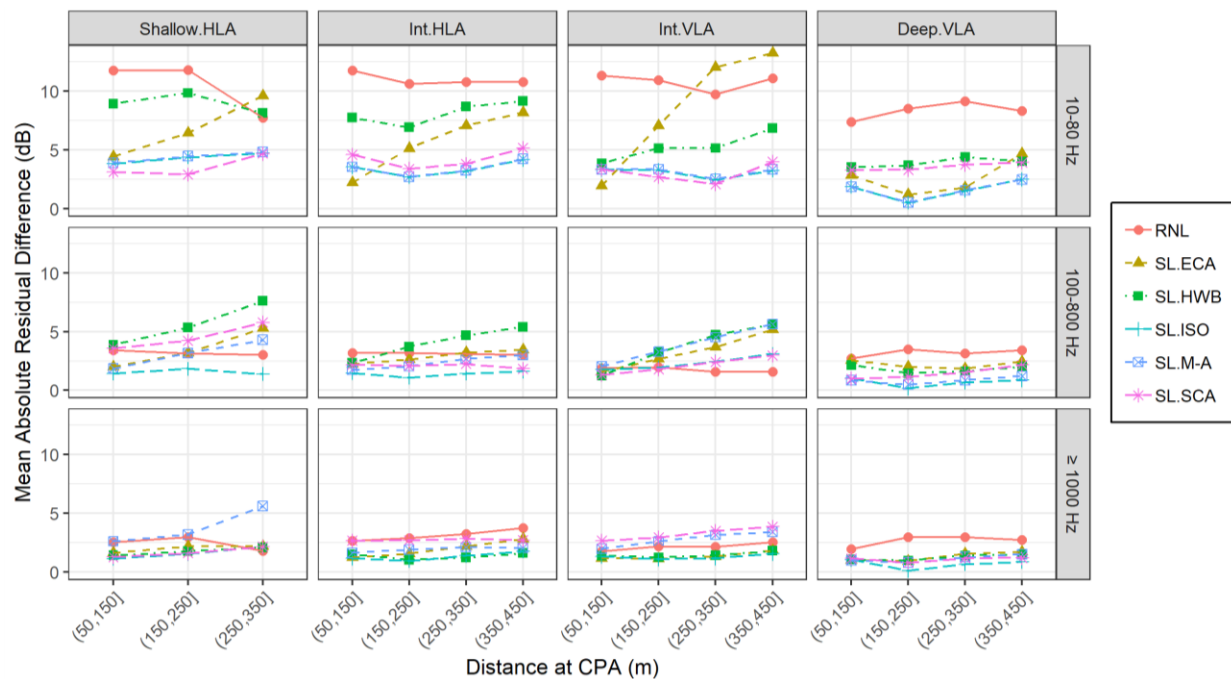 Shallow.HLA
Int.HLA
Int.VLA
Deep.VLA
Mean Absolute Residual Difference (dB)
10
5
0
10-80 Hz
10
5
0
100-800 Hz
10
5
0
≥ 1000 Hz
(50,150]
(150,250]
(250,350]
(50,150]
(150,250]
(250,350]
(350,450]
(50,150]
(150,250]
(250,350]
(350,450]
(50,150]
(150,250]
(250,350]
(350,450]
Distance at CPA (m)
RNL
SL.ECA
SL.HWB
SL.ISO
SL.M-A
SL.SCA